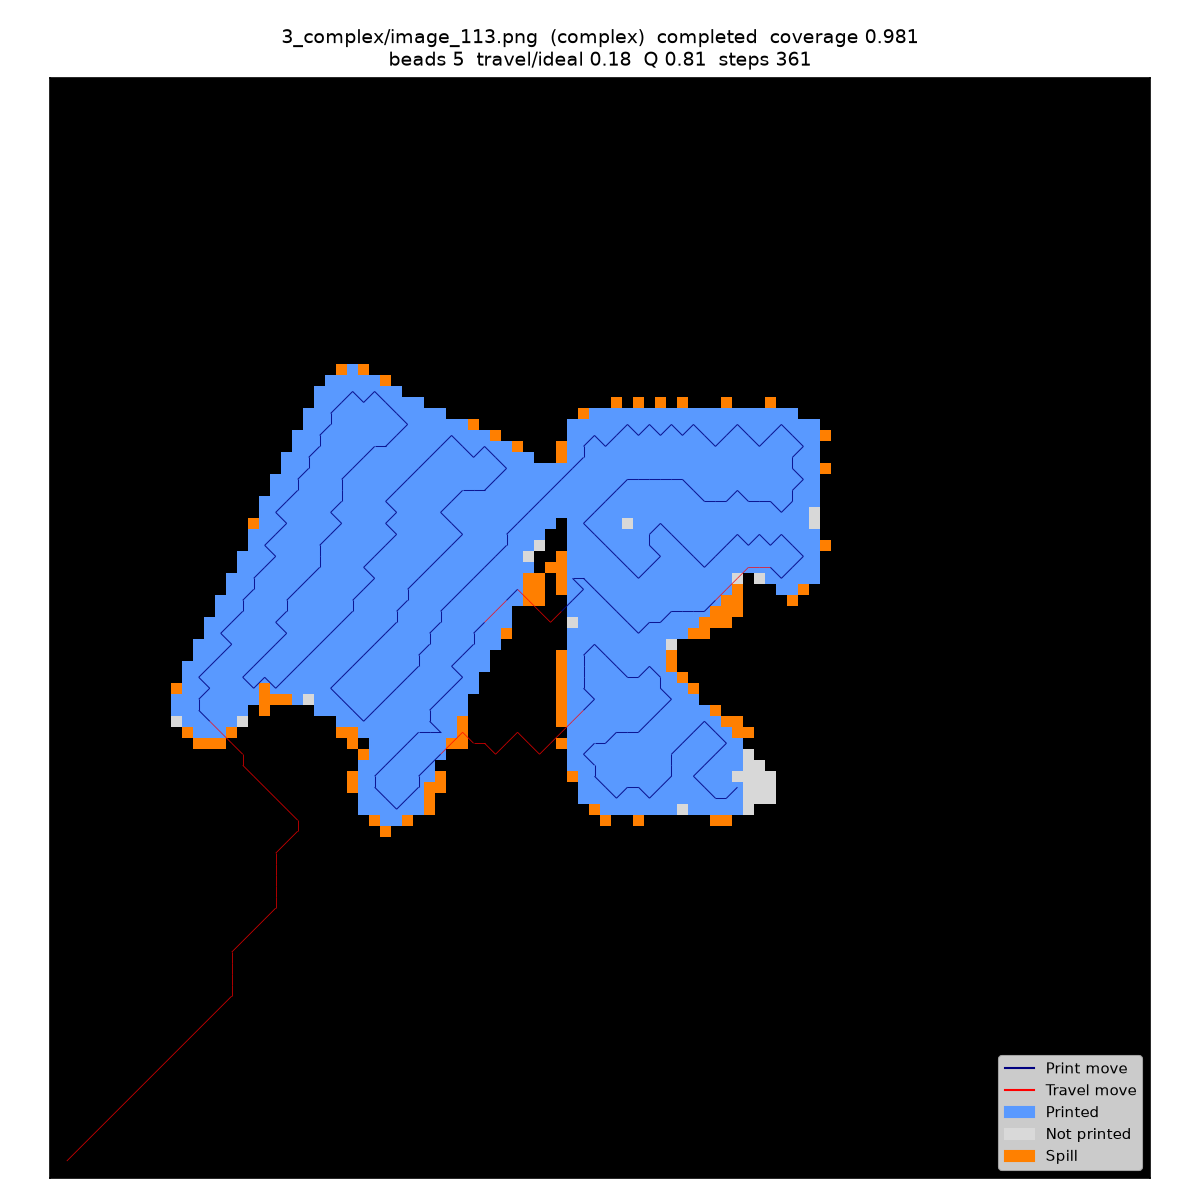 3_complex/image_113.png  (complex)  completed  coverage 0.981
beads 5  travel/ideal 0.18  Q 0.81  steps 361
Print move
Travel move
Printed
Not printed
Spill